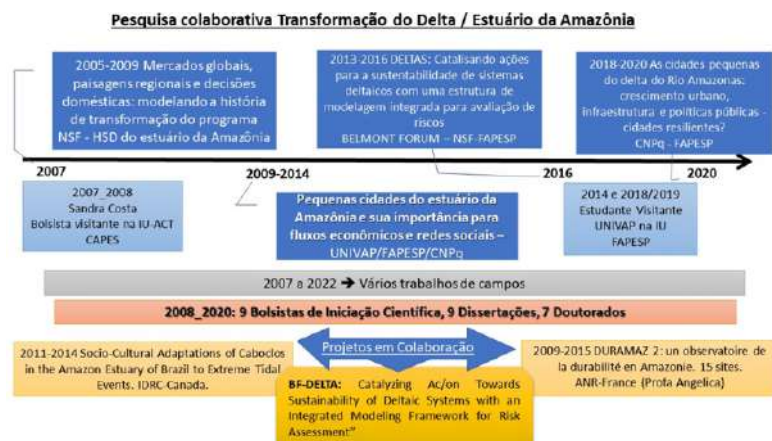 Pesquisa colaborativa Transformação do Delta / Estuário da Amazônia
2005-2009 Mercados globais,
paisagens regionais e decisões
domésticas: modelando a história
de transformação do programa
NSF - HSD do estuário da Amazônia
2013-2016 DELTAS: Catalisando ações
para a sustentabilidade de sistemas
deltaicos com uma estrutura de
modelagem integrada para avaliação de
riscos
BELMONT FORUM – NSF-FAPESP
2018-2020 As cidades pequenas
do delta do Rio Amazonas:
crescimento urbano,
infraestrutura e políticas públicas -
cidades resilientes?
CNPq - FAPESP
2007
2009-2014
2016
2020
2007_2008
Sandra Costa
Bolsista visitante na IU-ACT
CAPES
Pequenas cidades do estuário da
Amazônia e sua importância para
fluxos econômicos e redes sociais –
UNIVAP/FAPESP/CNPq
2014 e 2018/2019
Estudante Visitante
UNIVAP na IU
FAPESP
2007 a 2022 → Vários trabalhos de campos
2008_2020: 9 Bolsistas de Iniciação Científica, 9 Dissertações, 7 Doutorados
2011-2014 Socio-Cultural Adaptations of Caboclos
in the Amazon Estuary of Brazil to Extreme Tidal
Events. IDRC-Canada.
Projetos em Colaboração
2009-2015 DURAMAZ 2: un observatoire de
la durabilité en Amazonie. 15 sites.
ANR-France (Profa Angelica)
BF-DELTA: Catalyzing Ac/on Towards
Sustainability of Deltaic Systems with an
Integrated Modeling Framework for Risk
Assessment”